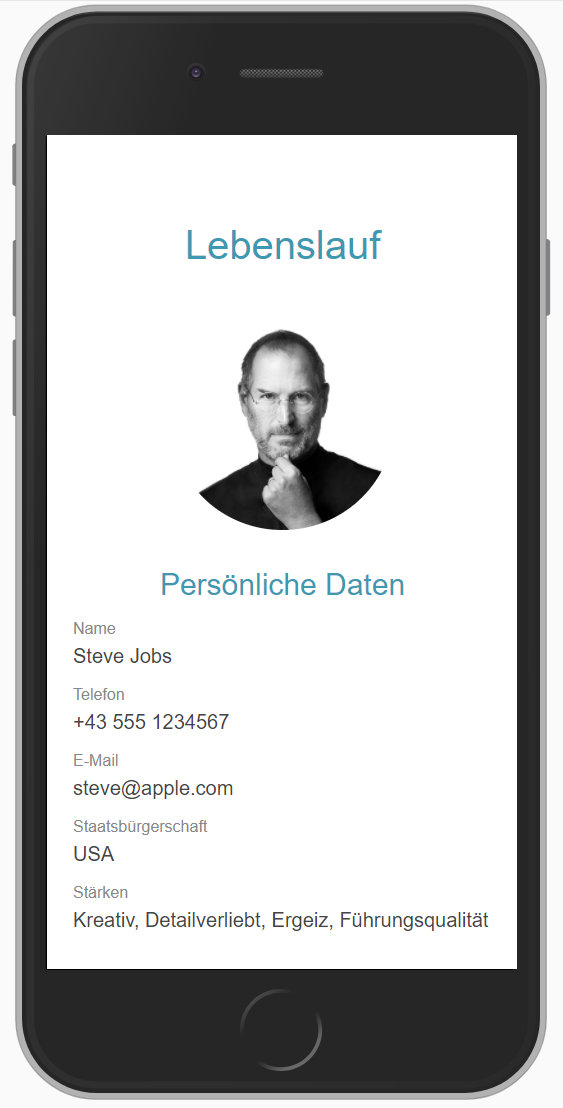 Lebenslauf
Persönliche Daten
Name
Steve Jobs
Telefon
+43 555 1234567
E-Mail
steve@apple.com
Staatsbürgerschaft
USA
Stärken
Kreativ, Detailverliebt, Ergeiz, Führungsqualität